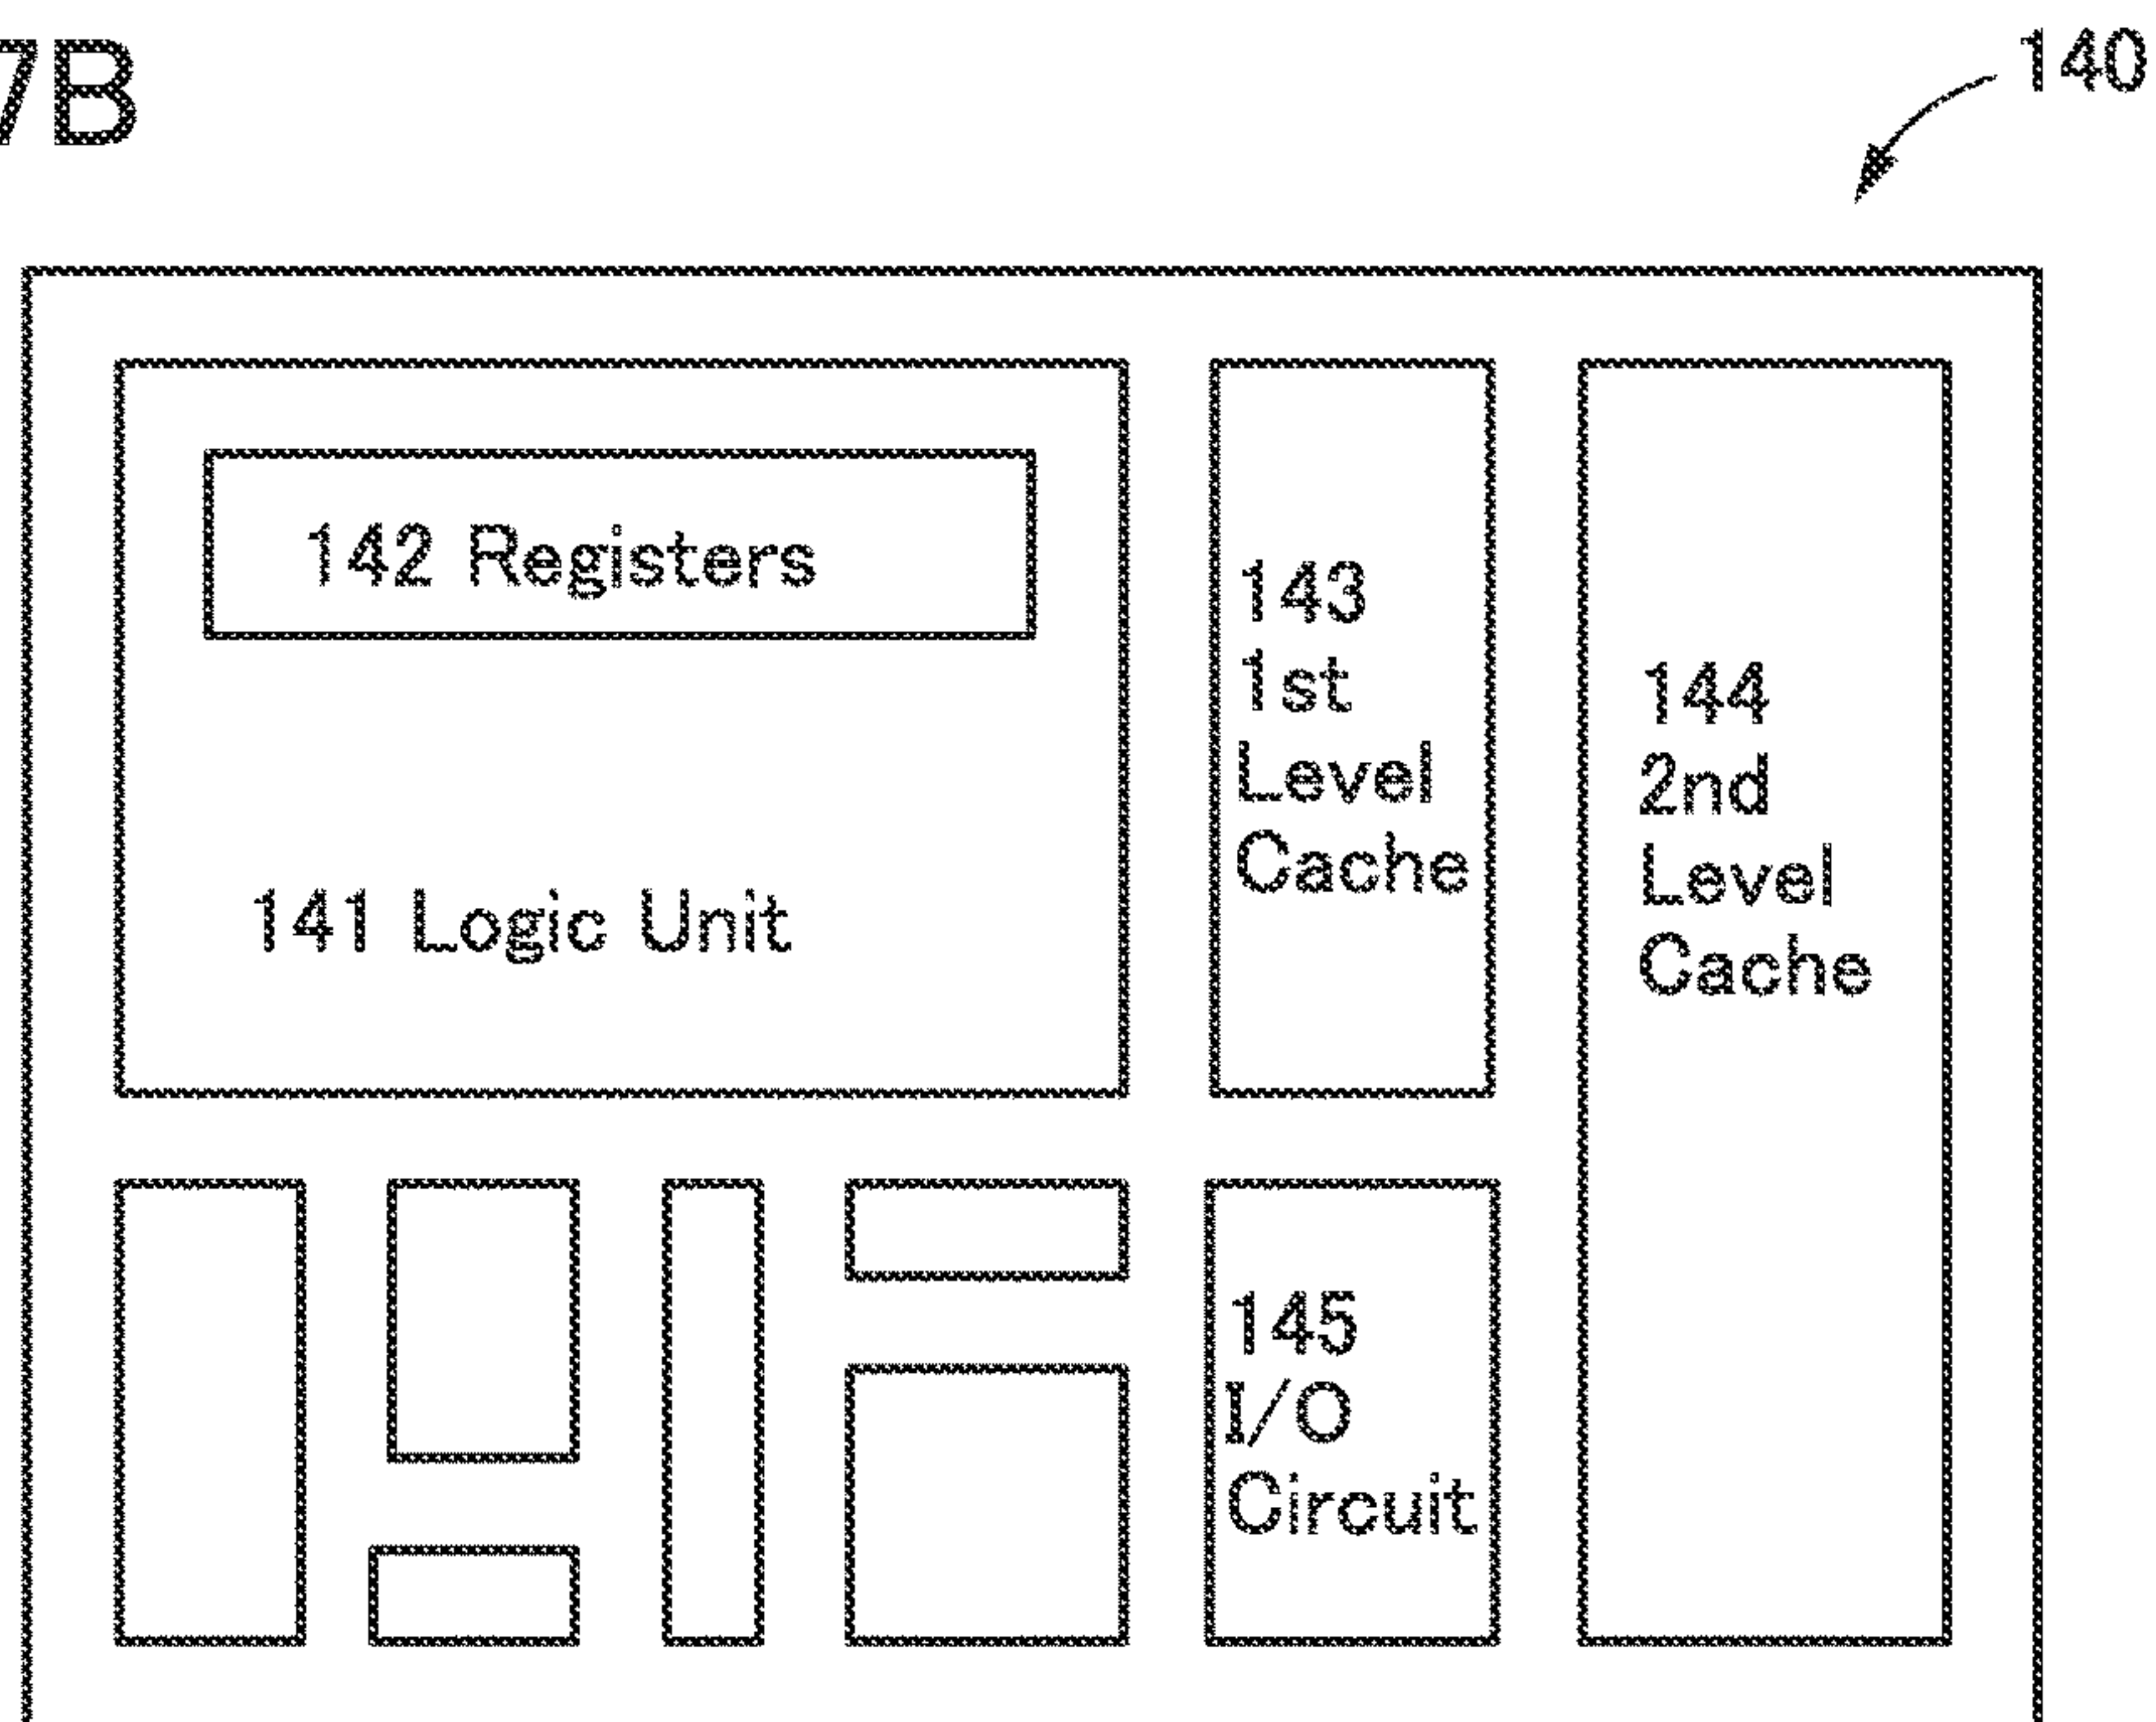 7B
140
142 Registers
141 Logic Unit
143
1st
Level
Cache
144
2nd
Level
Cache
145
I/O
Circuit